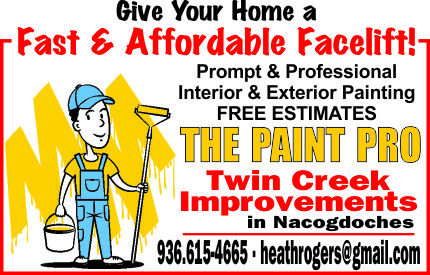 Give Your Home a
Fast & Affordable Facelift!
Prompt & Professional
Interior & Exterior Painting
FREE ESTIMATES
THE PAINT PRO
Twin Creek
Improvements
in Nacogdoches
936.615-4665 · heathrogers@gmail.com